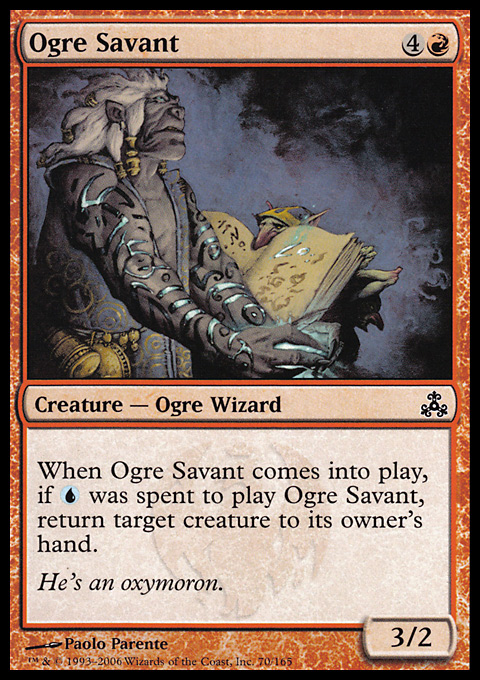 Ogre Savant 4
Creature — Ogre Wizard
When Ogre Savant comes into play,
if was spent to play Ogre Savant,
return target creature to its owner's
hand.
He's an oxymoron.
3/2
Paolo Parente
™ & © 1993–2006 Wizards of the Coast, Inc. 70/165